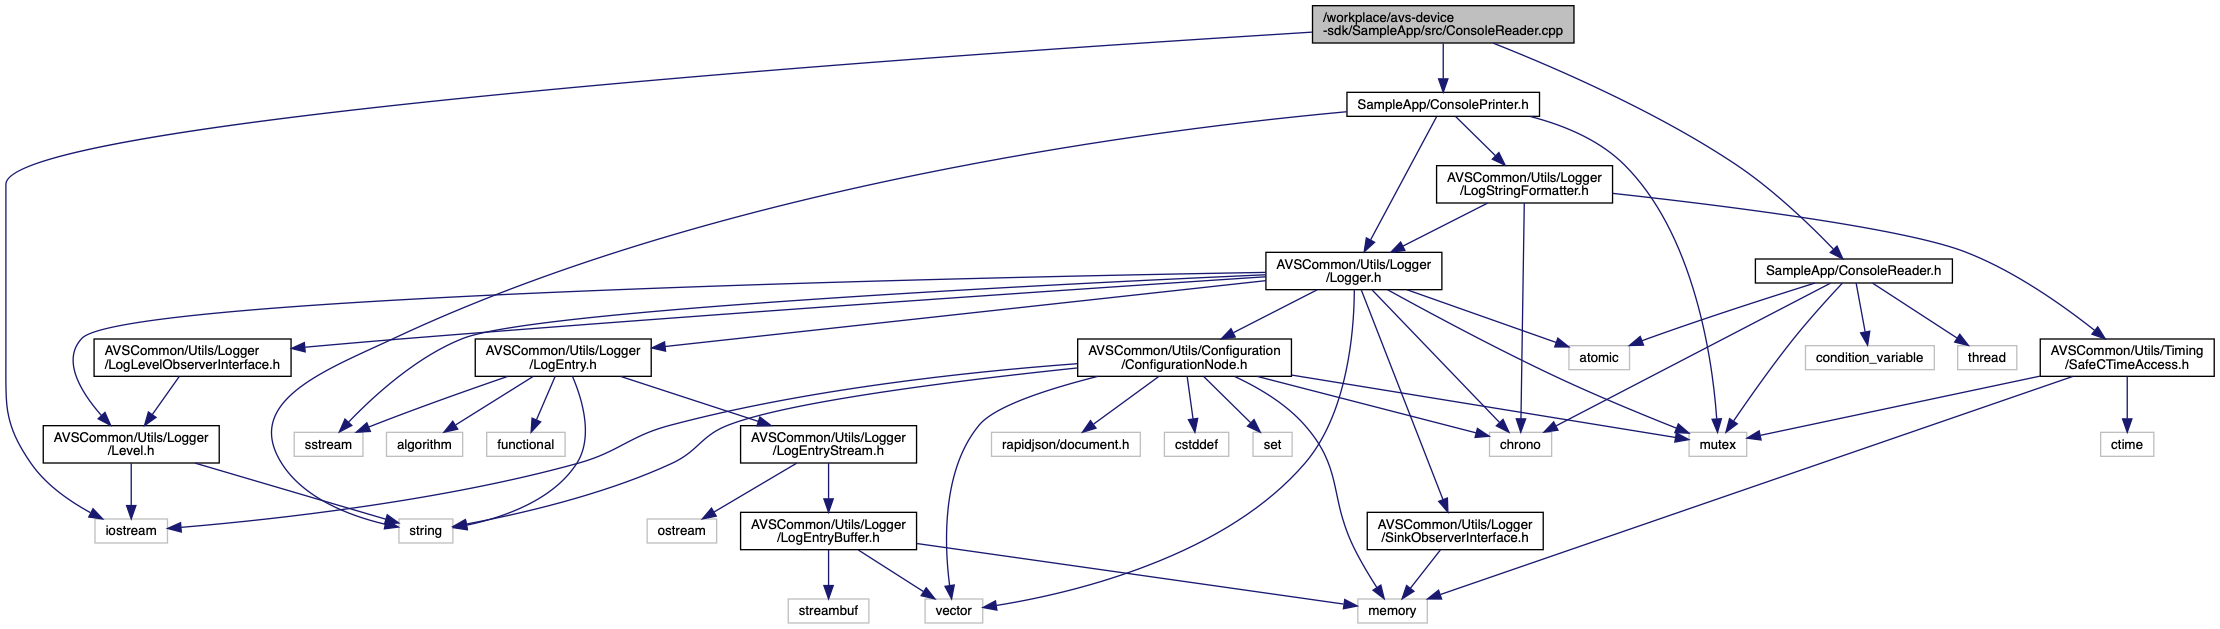 /workplace/avs-device
-sdk/SampleApp/src/ConsoleReader.cpp
SampleApp/ConsolePrinter.h
AVSCommon/Utils/Logger
/LogStringFormatter.h
AVSCommon/Utils/Logger
/Logger.h
SampleApp/ConsoleReader.h
AVSCommon/Utils/Logger
/LogLevelObserverInterface.h
AVSCommon/Utils/Logger
/LogEntry.h
AVSCommon/Utils/Configuration
/ConfigurationNode.h
atomic
condition_variable
thread
AVSCommon/Utils/Timing
/SafeCTimeAccess.h
AVSCommon/Utils/Logger
/Level.h
sstream
algorithm
functional
AVSCommon/Utils/Logger
/LogEntryStream.h
rapidjson/document.h
cstddef
set
chrono
mutex
ctime
iostream
string
ostream
AVSCommon/Utils/Logger
/LogEntryBuffer.h
AVSCommon/Utils/Logger
/SinkObserverInterface.h
streambuf
vector
memory